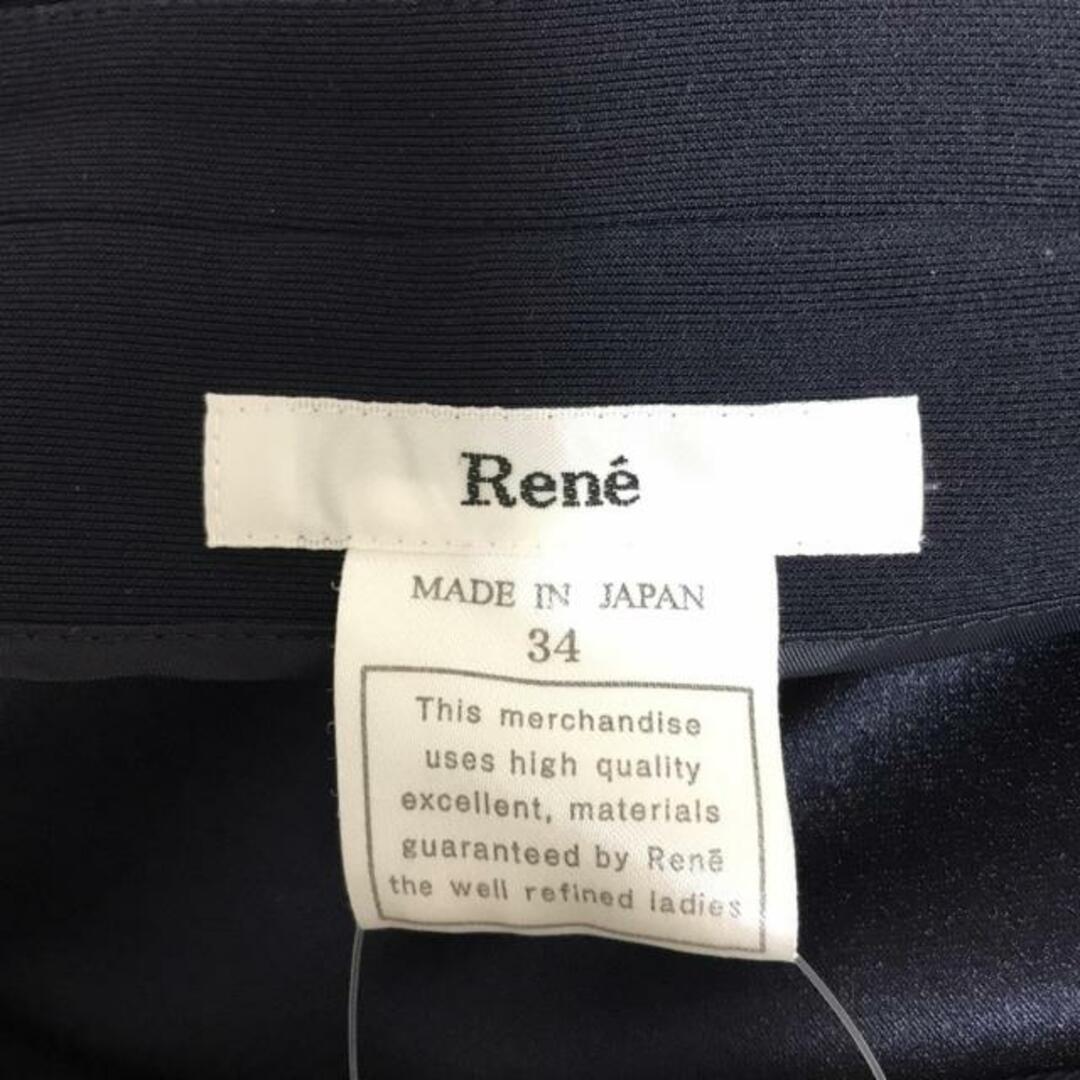 René
MADE IN JAPAN
34
This merchandise
uses high quality
excellent, materials
guaranteed by Renē
the well refined ladies